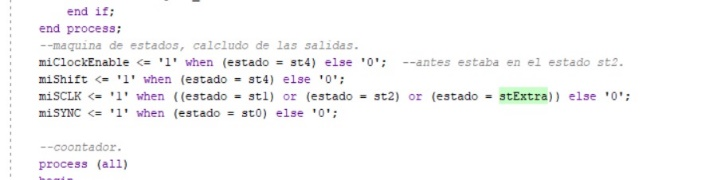 end if;
end process;
--maquina de estados, calcludo de las salidas.
miClockEnable <= '1' when (estado = st4) else '0';  --antes estaba en el estado st2.
miShift <= '1' when (estado = st4) else '0';
miSCLK <= '1' when ((estado = st1) or (estado = st2) or (estado = stExtra)) else '0';
miSYNC <= '1' when (estado = st0) else '0';
--coontador.
process (all)
begin